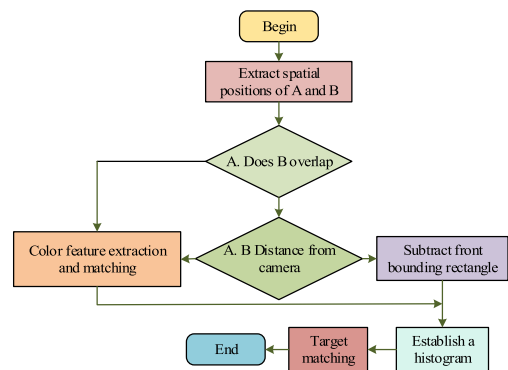 Begin
Extract spatial
positions of A and B
A. Does B overlap
Color feature extraction
and matching
A. B Distance from
camera
Subtract front
bounding rectangle
End
Target
matching
Establish a
histogram